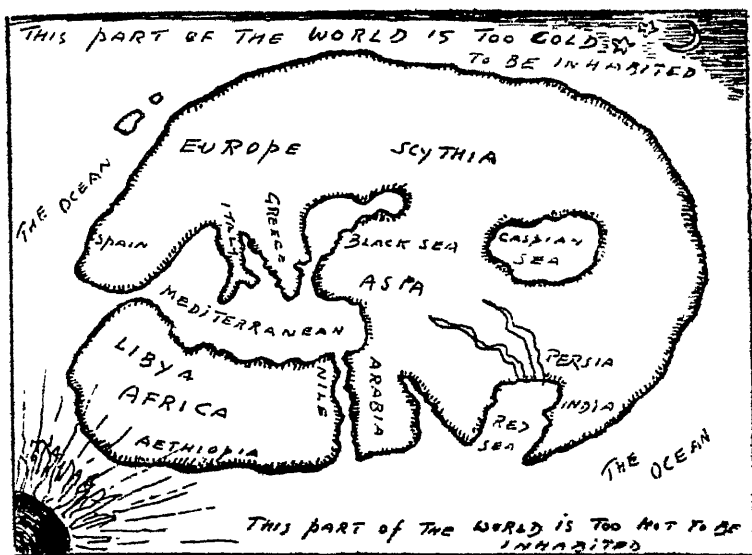 THIS PART OF THE WORLD IS TOO COLD
TO BE INHABITED
EUROPE
SCYTHIA
THE OCEAN
SPAIN
ITALY
GREECE
BLACK SEA
CASPIAN
SEA
ASIA
MEDITERRANEAN
LIBYA
AFRICA
AETHIOPIA
NILE
ARABIA
PERSIA
INDIA
RED
SEA
THE OCEAN
THIS PART OF THE WORLD IS TOO HOT TO BE
INHABITED